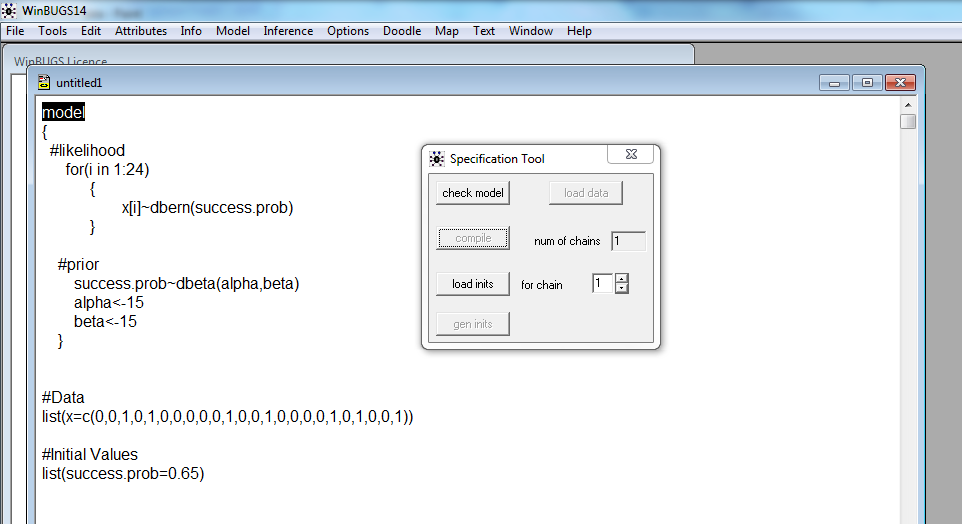 WinBUGS14
File Tools Edit Attributes Info Model Inference Options Doodle Map Text Window Help
WinBUGS Licence
untitled1
model
{
#likelihood
for(i in 1:24)
{
x[i]~dbern(success.prob)
}
#prior
success.prob~dbeta(alpha,beta)
alpha<-15
beta<-15
}
#Data
list(x=c(0,0,1,0,1,0,0,0,0,0,1,0,0,1,0,0,0,0,1,0,1,0,0,1))
#Initial Values
list(success.prob=0.65)
Specification Tool
check model load data
compile num of chains 1
load inits for chain 1
gen inits